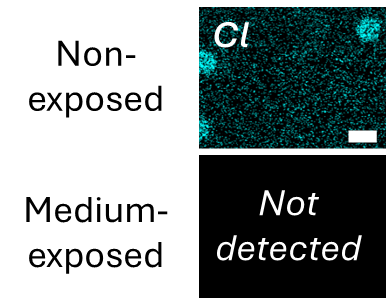 Non-
exposed
Cl
Medium-
exposed
Not
detected